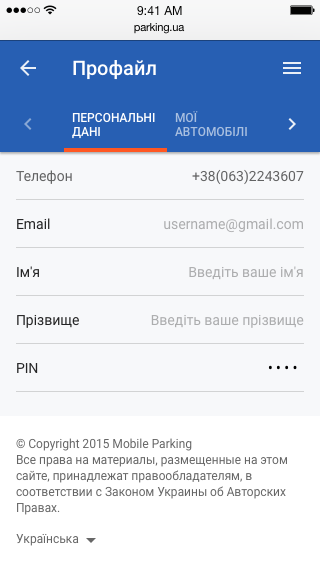 9:41 AM
parking.ua
Профайл
ПЕРСОНАЛЬНІ
ДАНІ
МОЇ
АВТОМОБІЛІ
Телефон
+38(063)2243607
Email
username@gmail.com
Ім'я
Введіть ваше ім'я
Прізвище
Введіть ваше прізвище
PIN
• • • •
© Copyright 2015 Mobile Parking
Все права на материалы, размещенные на этом
сайте, принадлежат правообладателям, в
соответствии с Законом Украины об Авторских
Правах.
Українська